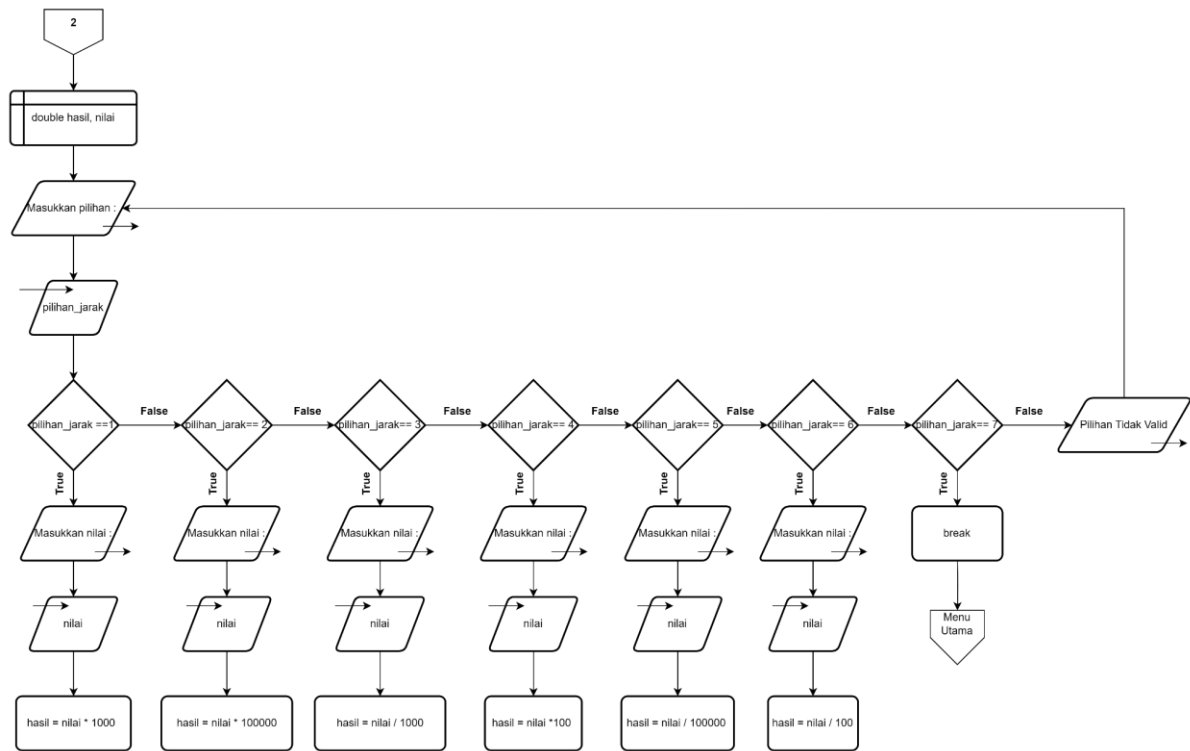 2
double hasil, nilai
Masukkan pilihan :
pilihan_jarak
pilihan_jarak ==1
False
pilihan_jarak== 2
False
pilihan_jarak== 3
False
pilihan_jarak== 4
False
pilihan_jarak== 5
False
pilihan_jarak== 6
False
pilihan_jarak== 7
False
Pilihan Tidak Valid
True
True
True
True
True
True
True
Masukkan nilai :
Masukkan nilai :
Masukkan nilai :
Masukkan nilai :
Masukkan nilai :
Masukkan nilai :
break
nilai
nilai
nilai
nilai
nilai
nilai
Menu
Utama
hasil = nilai * 1000
hasil = nilai * 100000
hasil = nilai / 1000
hasil = nilai *100
hasil = nilai / 100000
hasil = nilai / 100